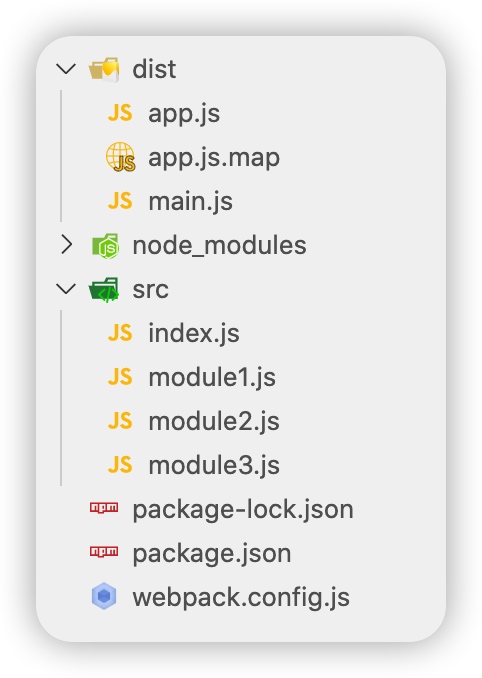 dist
JS app.js
JS app.js.map
JS main.js
JS node_modules
src
JS index.js
JS module1.js
JS module2.js
JS module3.js
npm package-lock.json
npm package.json
webpack.config.js